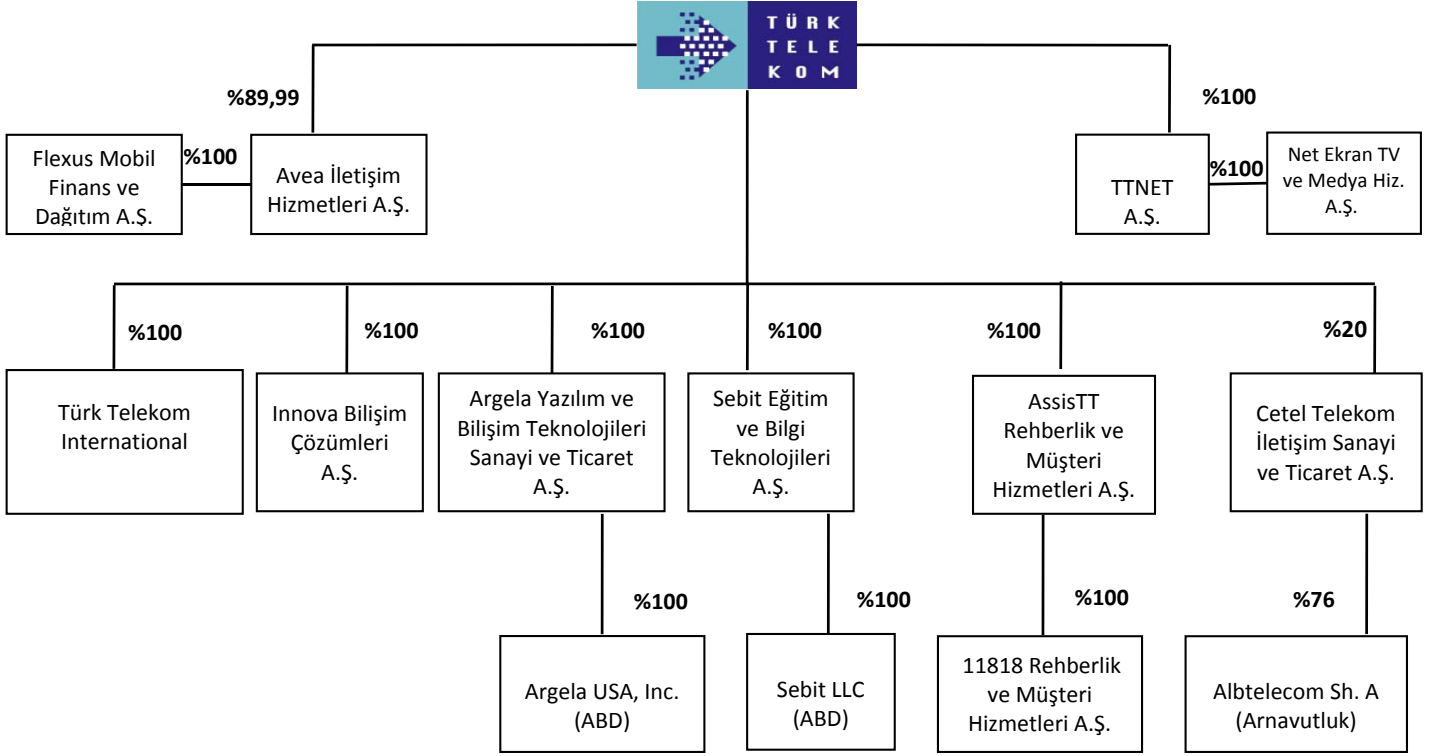 TÜRK
TELE
KOM
%89,99
%100
Flexus Mobil
Finans ve
Dağıtım A.Ş.
%100
Avea İletişim
Hizmetleri A.Ş.
TTNET
A.Ş.
%100
Net Ekran TV
ve Medya Hiz.
A.Ş.
%100
%100
%100
%100
%100
%20
Türk Telekom
International
Innova Bilişim
Çözümleri
A.Ş.
Argela Yazılım ve
Bilişim Teknolojileri
Sanayi ve Ticaret
A.Ş.
Sebit Eğitim
ve Bilgi
Teknolojileri
A.Ş.
AssisTT
Rehberlik ve
Müşteri
Hizmetleri A.Ş.
Cetel Telekom
İletişim Sanayi
ve Ticaret A.Ş.
%100
%100
%100
%76
Argela USA, Inc.
(ABD)
Sebit LLC
(ABD)
11818 Rehberlik
ve Müşteri
Hizmetleri A.Ş.
Albtelecom Sh. A
(Arnavutluk)